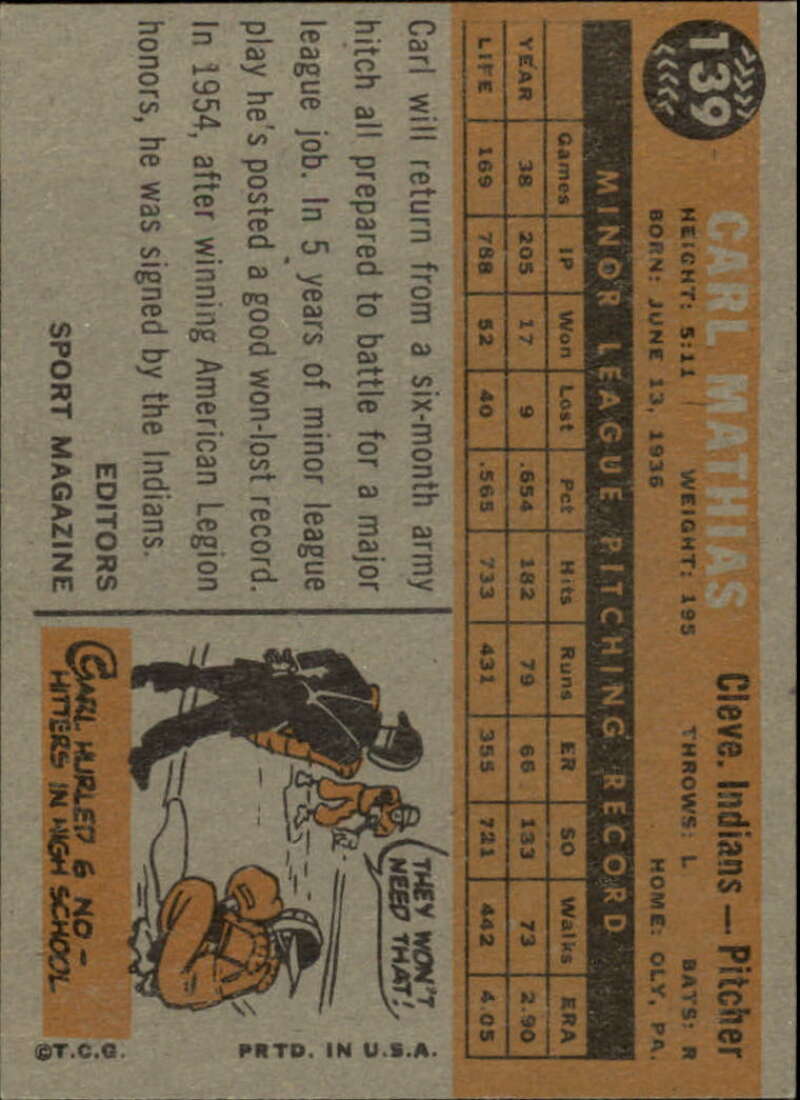 139
CARL MATHIAS
Cleve. Indians — Pitcher
HEIGHT: 5:11 WEIGHT: 195 THROWS: L BATS: R
BORN: JUNE 13, 1936 HOME: OLY, PA.
MINOR LEAGUE PITCHING RECORD
Games IP Won Lost Pct Hits Runs ER SO Walks ERA
YEAR 38 205 17 9 .654 182 79 66 133 73 2.90
LIFE 169 788 52 40 .565 733 431 355 721 442 4.05
Carl will return from a six-month army
hitch all prepared to battle for a major
league job. In 5 years of minor league
play he's posted a good won-lost record.
In 1954, after winning American Legion
honors, he was signed by the Indians.
EDITORS
SPORT MAGAZINE
THEY WON'T
NEED THAT!
CARL HURLED 6 NO-
HITTERS IN HIGH SCHOOL
©T.C.G. PRTD. IN U.S.A.